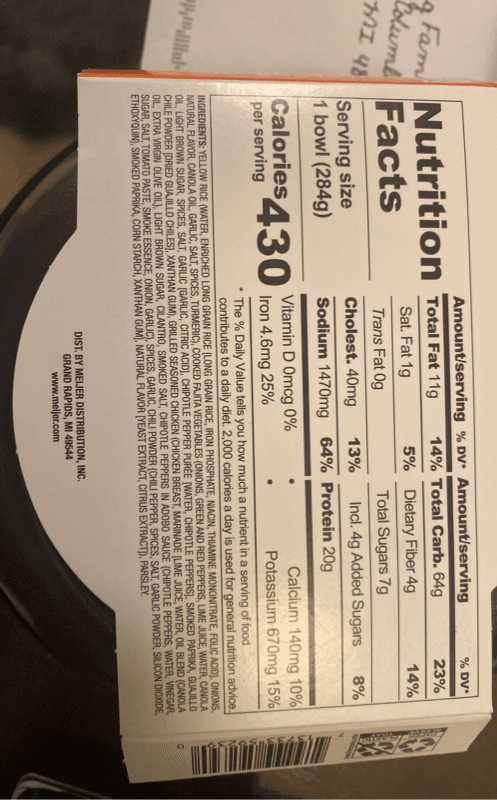 g Fam
Columb
MI 48
Nutrition
Facts
Serving size
1 bowl (284g)
Calories 430
per serving
Amount/serving % DV*
Total Fat 11g 14%
Sat. Fat 1g 5%
Trans Fat 0g
Cholest. 40mg 13%
Sodium 1470mg 64%
Amount/serving % DV*
Total Carb. 64g 23%
Dietary Fiber 4g 14%
Total Sugars 7g
Incl. 4g Added Sugars 8%
Protein 20g
Vitamin D 0mcg 0% • Calcium 140mg 10%
Iron 4.6mg 25% • Potassium 670mg 15%
* The % Daily Value tells you how much a nutrient in a serving of food
contributes to a daily diet. 2,000 calories a day is used for general nutrition advice.
INGREDIENTS: YELLOW RICE (WATER, ENRICHED LONG GRAIN RICE [LONG GRAIN RICE, IRON PHOSPHATE, NIACIN, THIAMINE MONONITRATE, FOLIC ACID], ONIONS,
NATURAL FLAVOR, CANOLA OIL, GARLIC, SALT, SPICES, TURMERIC), COOKED FAJITA VEGETABLES (ONIONS, GREEN AND RED PEPPERS, LIME JUICE, WATER, CANOLA
OIL, LIGHT BROWN SUGAR, SPICES, SALT, GARLIC [GARLIC, CITRIC ACID], CHIPOTLE PEPPER PURÉE [WATER, CHIPOTLE PEPPERS], SMOKED PAPRIKA, GUAJILLO
CHILE POWDER [DRIED GUAJILLO CHILES], XANTHAN GUM), GRILLED SEASONED CHICKEN (CHICKEN BREAST, MARINADE [LIME JUICE, WATER, OIL BLEND (CANOLA
OIL, EXTRA VIRGIN OLIVE OIL), LIGHT BROWN SUGAR, CILANTRO, SMOKED SALT, CHIPOTLE PEPPERS IN ADOBO SAUCE (CHIPOTLE PEPPERS, WATER, VINEGAR,
SUGAR, SALT, TOMATO PASTE, SMOKE ESSENCE, ONION, GARLIC), SPICES, GARLIC, CHILI POWDER (CHILI PEPPER, SPICES, SALT, GARLIC POWDER, SILICON DIOXIDE,
ETHOXYQUIN), SMOKED PAPRIKA, CORN STARCH, XANTHAN GUM], NATURAL FLAVOR [YEAST EXTRACT, CITRUS EXTRACT]), PARSLEY.
DIST. BY MEIJER DISTRIBUTION, INC.
GRAND RAPIDS, MI 49544
www.meijer.com